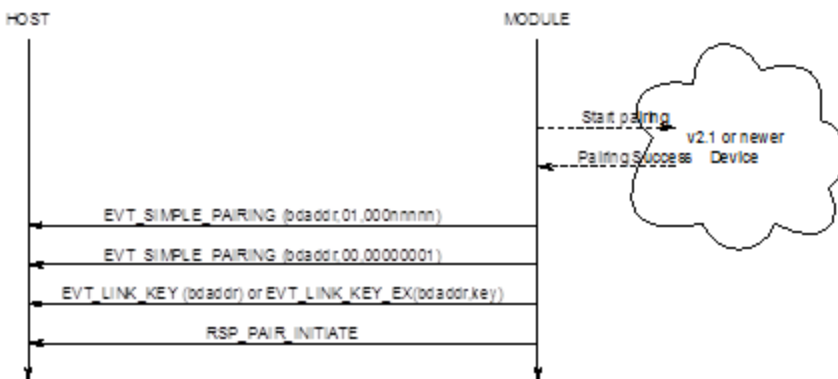 HOST MODULE
Start pairing
v2.1 or newer
Pairing Success Device
EVT_SIMPLE_PAIRING (bdaddr,01,000nnnnn)
EVT_SIMPLE_PAIRING (bdaddr,00,00000001)
EVT_LINK_KEY (bdaddr) or EVT_LINK_KEY_EX(bdaddr,key)
RSP_PAIR_INITIATE